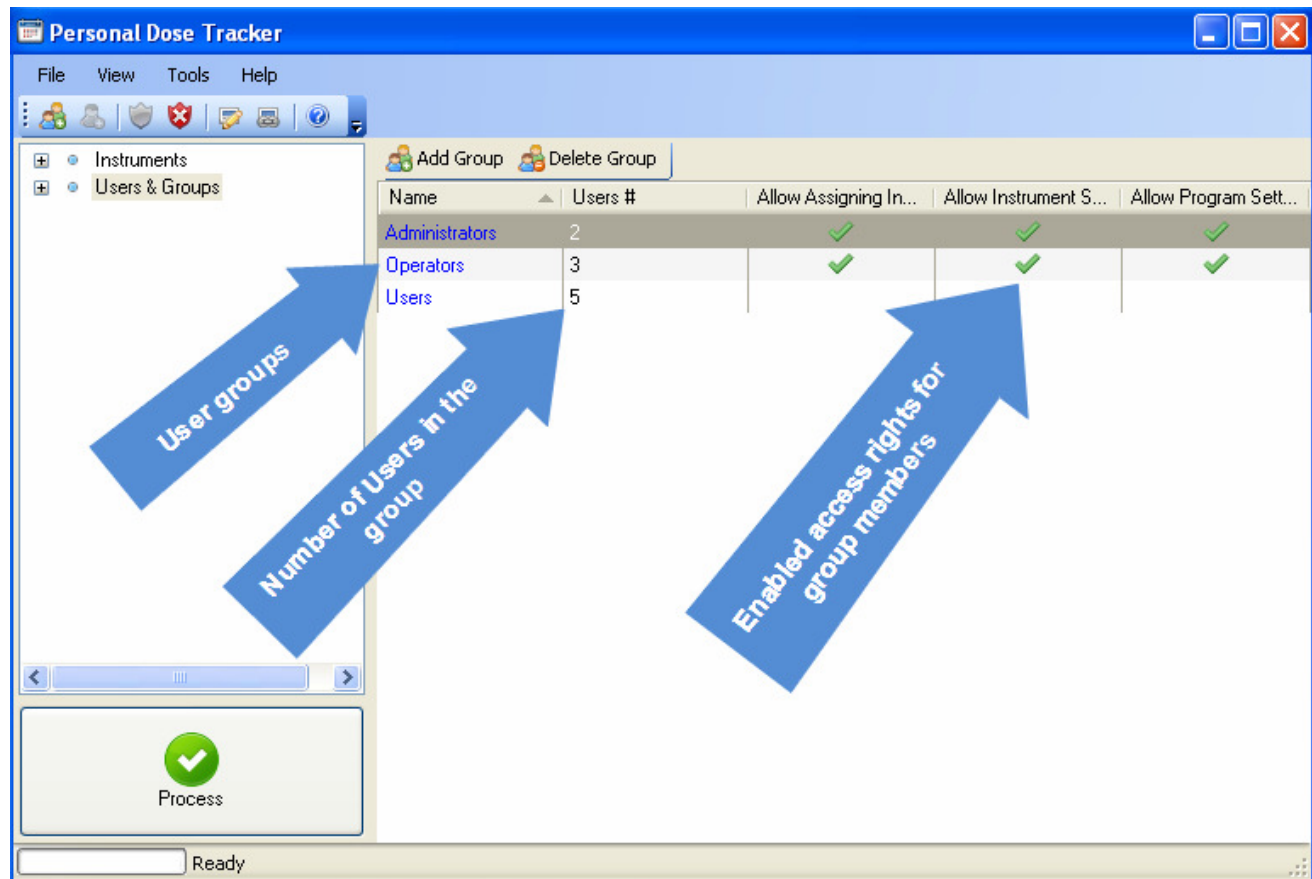 Personal Dose Tracker
File View Tools Help
Instruments
Users & Groups
Add Group Delete Group
Name Users # Allow Assigning In... Allow Instrument S... Allow Program Sett...
Administrators 2
Operators 3
Users 5
User groups
Number of Users in the
group
Enabled access rights for
group members
Process
Ready